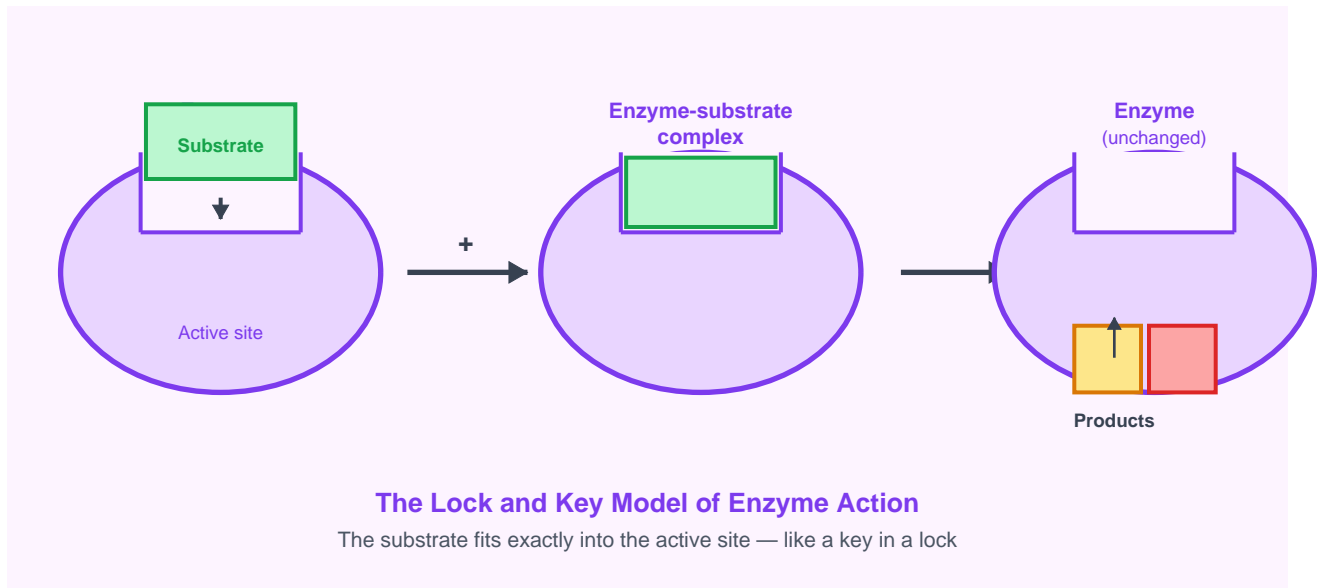 Substrate
Active site
+
Enzyme-substrate
complex
Enzyme
(unchanged)
Products
The Lock and Key Model of Enzyme Action
The substrate fits exactly into the active site — like a key in a lock